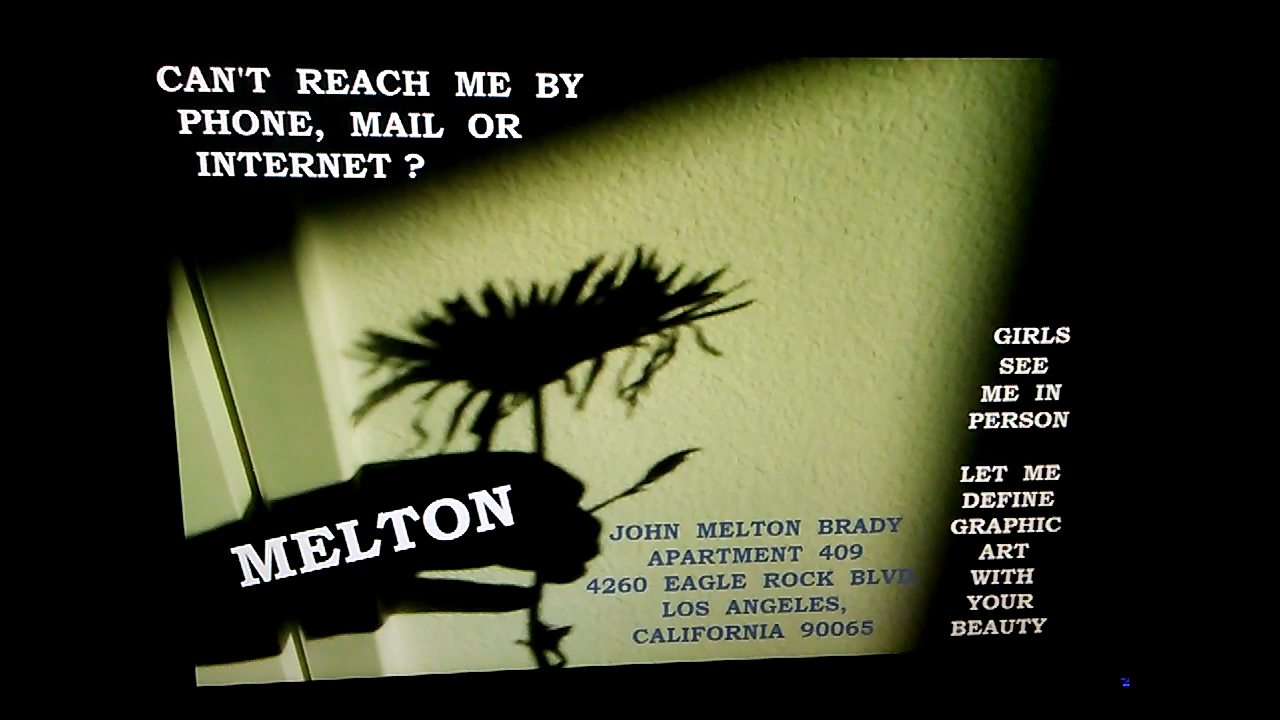 CAN'T REACH ME BY
PHONE, MAIL OR
INTERNET ?
MELTON
JOHN MELTON BRADY
APARTMENT 409
4260 EAGLE ROCK BLVD.
LOS ANGELES,
CALIFORNIA 90065
GIRLS
SEE
ME IN
PERSON
LET ME
DEFINE
GRAPHIC
ART
WITH
YOUR
BEAUTY